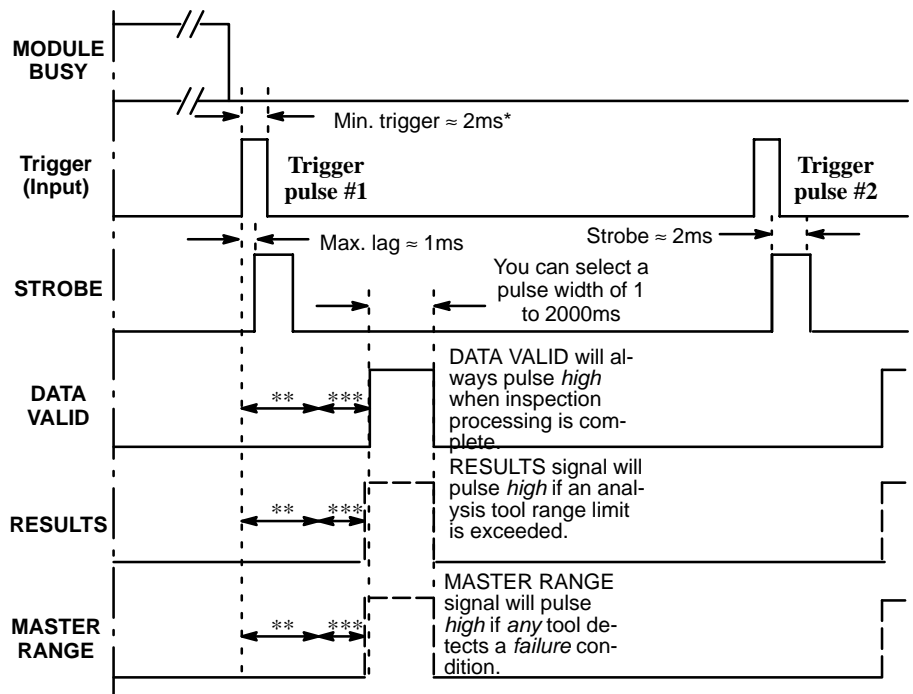 MODULE
BUSY
Min. trigger ≈ 2ms*
Trigger
(Input)
Trigger
pulse #1
Trigger
pulse #2
Max. lag ≈ 1ms
Strobe ≈ 2ms
STROBE
You can select a
pulse width of 1
to 2000ms
DATA
VALID
** ***
DATA VALID will al-
ways pulse high
when inspection
processing is com-
plete.
RESULTS
** ***
RESULTS signal will
pulse high if an anal-
ysis tool range limit
is exceeded.
MASTER
RANGE
** ***
MASTER RANGE
signal will pulse
high if any tool de-
tects a failure con-
dition.